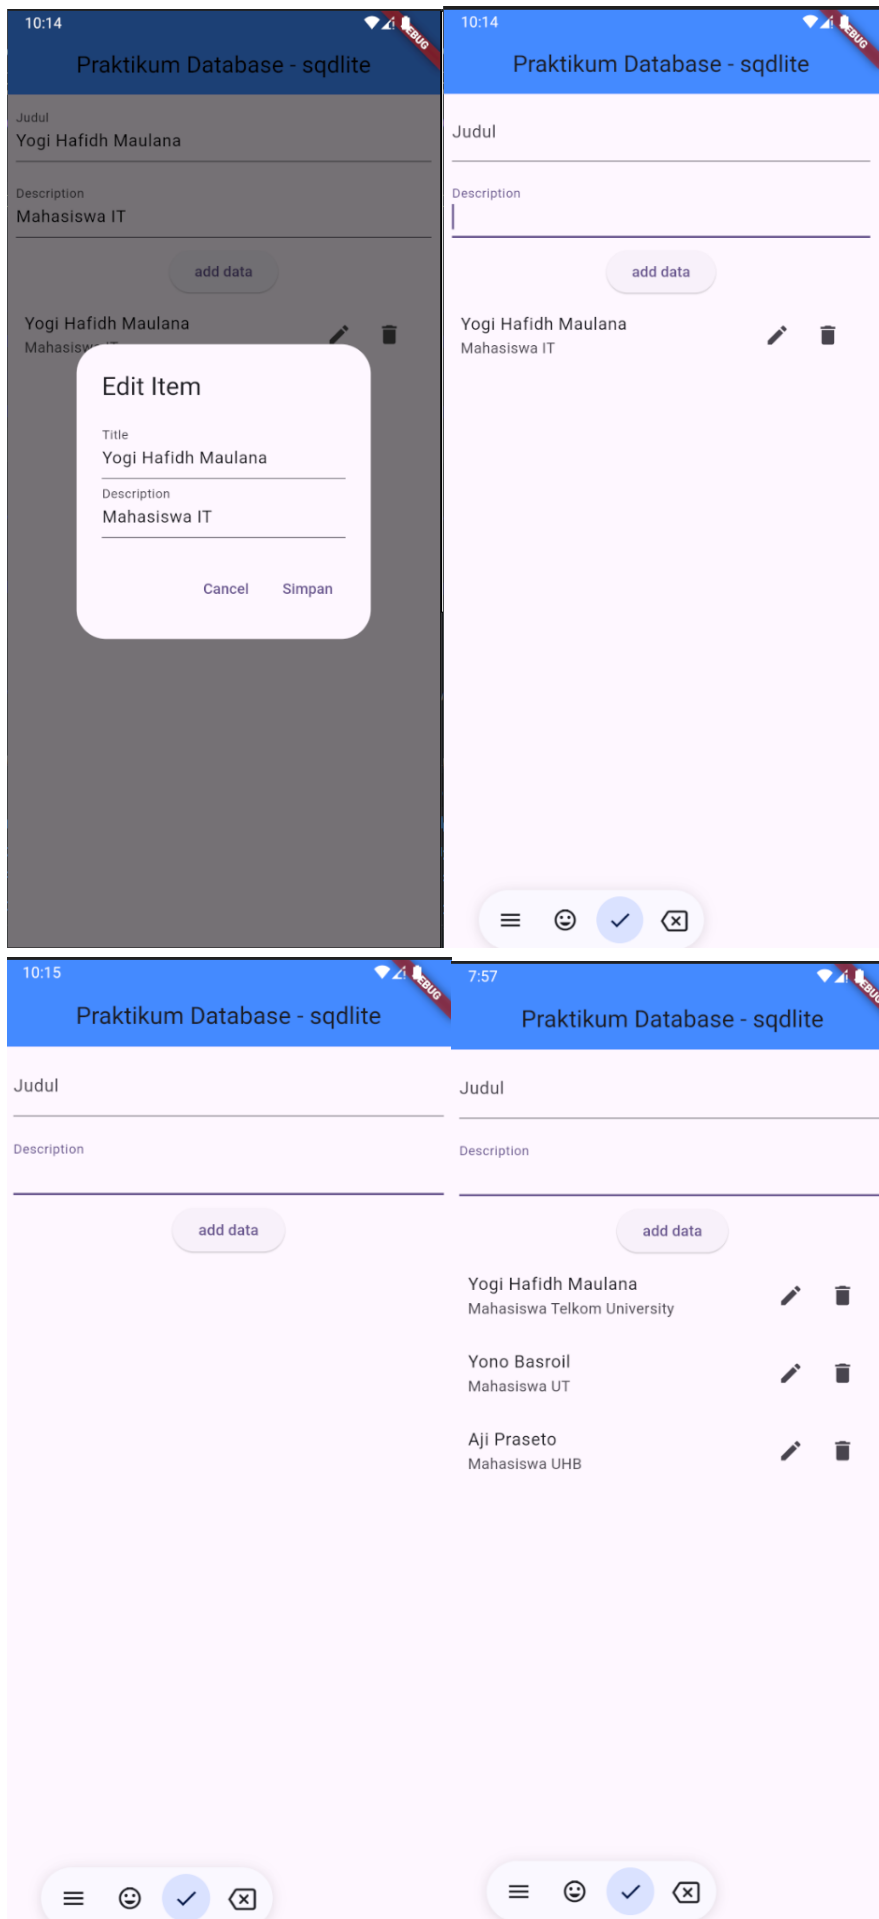 10:14
DEBUG
Praktikum Database - sqdlite
Judul
Yogi Hafidh Maulana
Description
Mahasiswa IT
add data
Yogi Hafidh Maulana
Edit Item
Title
Yogi Hafidh Maulana
Description
Mahasiswa IT
Cancel
Simpan
10:14
Praktikum Database - sqdlite
Judul
Description
add data
Yogi Hafidh Maulana
Mahasiswa IT
10:15
Praktikum Database - sqdlite
Judul
Description
add data
7:57
Praktikum Database - sqdlite
Judul
Description
add data
Yogi Hafidh Maulana
Mahasiswa Telkom University
Yono Basroil
Mahasiswa UT
Aji Praseto
Mahasiswa UHB